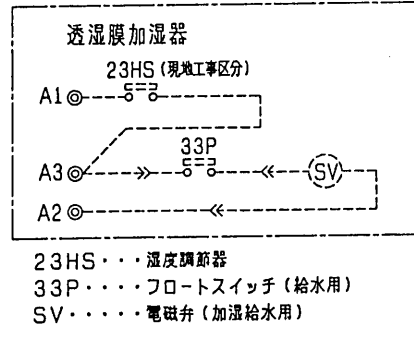 透湿膜加湿器
23HS(現地工事区分)
A1
33P
A3
SV
A2
23HS・・・湿度調節器
33P・・・・フロートスイッチ(給水用)
SV・・・・・電磁弁(加湿給水用)